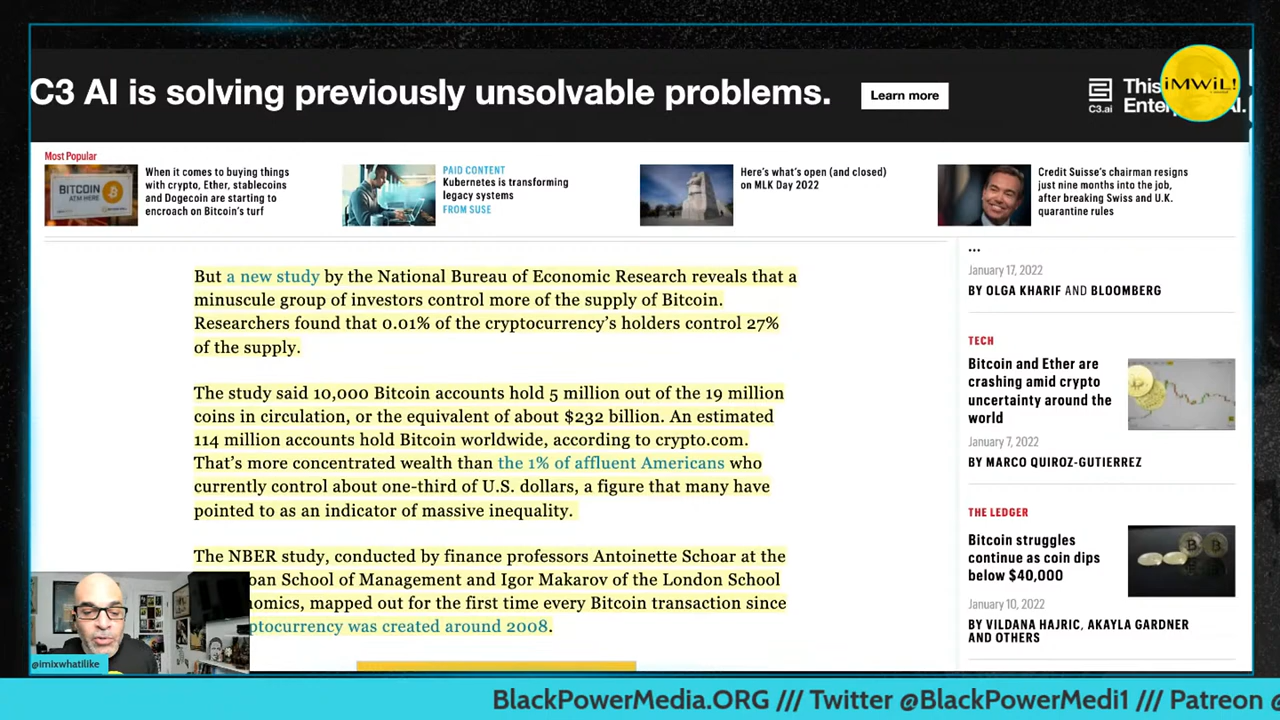 C3 AI is solving previously unsolvable problems.
Learn more
C3.ai
This
iMWiL!
Most Popular
BITCOIN
ATM HERE
When it comes to buying things
with crypto, Ether, stablecoins
and Dogecoin are starting to
encroach on Bitcoin's turf
PAID CONTENT
Kubernetes is transforming
legacy systems
FROM SUSE
Here's what's open (and closed)
on MLK Day 2022
Credit Suisse's chairman resigns
just nine months into the job,
after breaking Swiss and U.K.
quarantine rules
But a new study by the National Bureau of Economic Research reveals that a
minuscule group of investors control more of the supply of Bitcoin.
Researchers found that 0.01% of the cryptocurrency's holders control 27%
of the supply.
The study said 10,000 Bitcoin accounts hold 5 million out of the 19 million
coins in circulation, or the equivalent of about $232 billion. An estimated
114 million accounts hold Bitcoin worldwide, according to crypto.com.
That's more concentrated wealth than the 1% of affluent Americans who
currently control about one-third of U.S. dollars, a figure that many have
pointed to as an indicator of massive inequality.
The NBER study, conducted by finance professors Antoinette Schoar at the
School of Management and Igor Makarov of the London School
mapped out for the first time every Bitcoin transaction since
was created around 2008.
...
January 17, 2022
BY OLGA KHARIF AND BLOOMBERG
TECH
Bitcoin and Ether are
crashing amid crypto
uncertainty around the
world
January 7, 2022
BY MARCO QUIROZ-GUTIERREZ
THE LEDGER
Bitcoin struggles
continue as coin dips
below $40,000
January 10, 2022
BY VILDANA HAJRIC, AKAYLA GARDNER
AND OTHERS
@imixwhatilike
BlackPowerMedia.ORG /// Twitter @BlackPowerMedi1 /// Patreon @